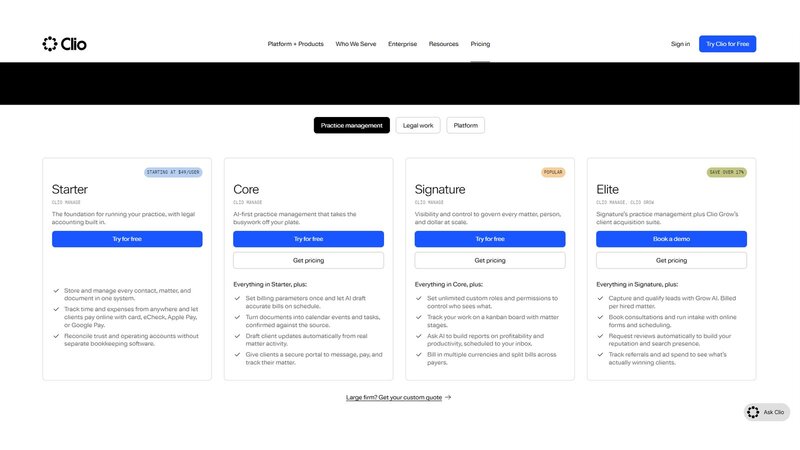 Clio
Platform + Products
Who We Serve
Enterprise
Resources
Pricing
Sign in
Try Clio for Free
Practice management
Legal work
Platform
STARTING AT $49/USER
Starter
CLIO MANAGE
The foundation for running your practice, with legal
accounting built in.
Try for free
Store and manage every contact, matter, and
document in one system.
Track time and expenses from anywhere and let
clients pay online with card, eCheck, Apple Pay,
or Google Pay.
Reconcile trust and operating accounts without
separate bookkeeping software.
Core
CLIO MANAGE
AI-first practice management that takes the
busywork off your plate.
Try for free
Get pricing
Everything in Starter, plus:
Set billing parameters once and let AI draft
accurate bills on schedule.
Turn documents into calendar events and tasks,
confirmed against the source.
Draft client updates automatically from real
matter activity.
Give clients a secure portal to message, pay, and
track their matter.
POPULAR
Signature
CLIO MANAGE
Visibility and control to govern every matter, person,
and dollar at scale.
Try for free
Get pricing
Everything in Core, plus:
Set unlimited custom roles and permissions to
control who sees what.
Track your work on a kanban board with matter
stages.
Ask AI to build reports on profitability and
productivity, scheduled to your inbox.
Bill in multiple currencies and split bills across
payers.
SAVE OVER 17%
Elite
CLIO MANAGE, CLIO GROW
Signature's practice management plus Clio Grow's
client acquisition suite.
Book a demo
Get pricing
Everything in Signature, plus:
Capture and qualify leads with Grow AI. Billed
per hired matter.
Book consultations and run intake with online
forms and scheduling.
Request reviews automatically to build your
reputation and search presence.
Track referrals and ad spend to see what's
actually winning clients.
Large firm? Get your custom quote
Ask Clio